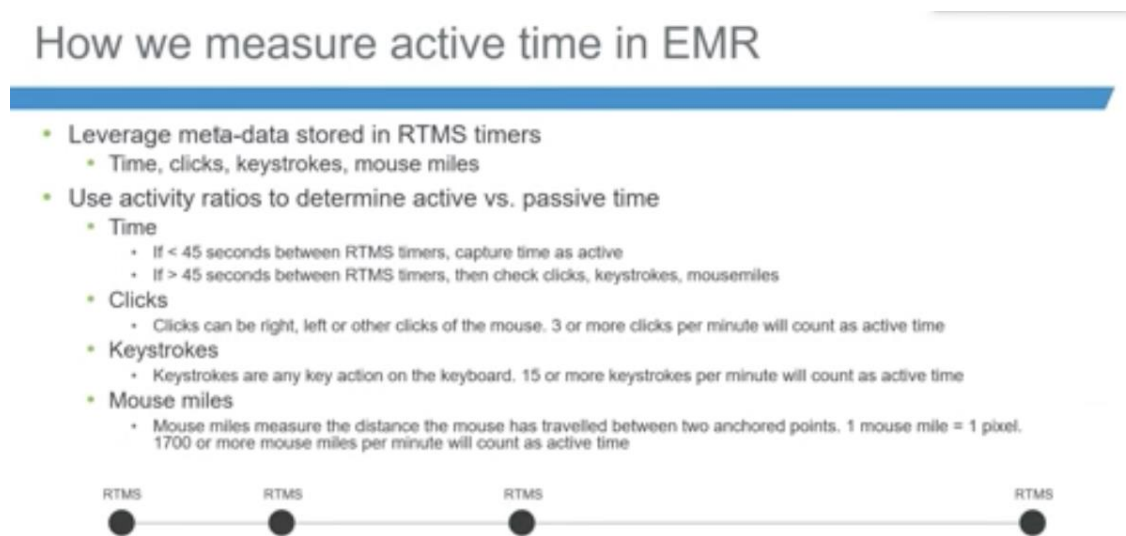 How we measure active time in EMR
• Leverage meta-data stored in RTMS timers
• Time, clicks, keystrokes, mouse miles
• Use activity ratios to determine active vs. passive time
• Time
• If < 45 seconds between RTMS timers, capture time as active
• If > 45 seconds between RTMS timers, then check clicks, keystrokes, mousemiles
• Clicks
• Clicks can be right, left or other clicks of the mouse. 3 or more clicks per minute will count as active time
• Keystrokes
• Keystrokes are any key action on the keyboard. 15 or more keystrokes per minute will count as active time
• Mouse miles
• Mouse miles measure the distance the mouse has travelled between two anchored points. 1 mouse mile = 1 pixel.
1700 or more mouse miles per minute will count as active time
RTMS RTMS RTMS RTMS